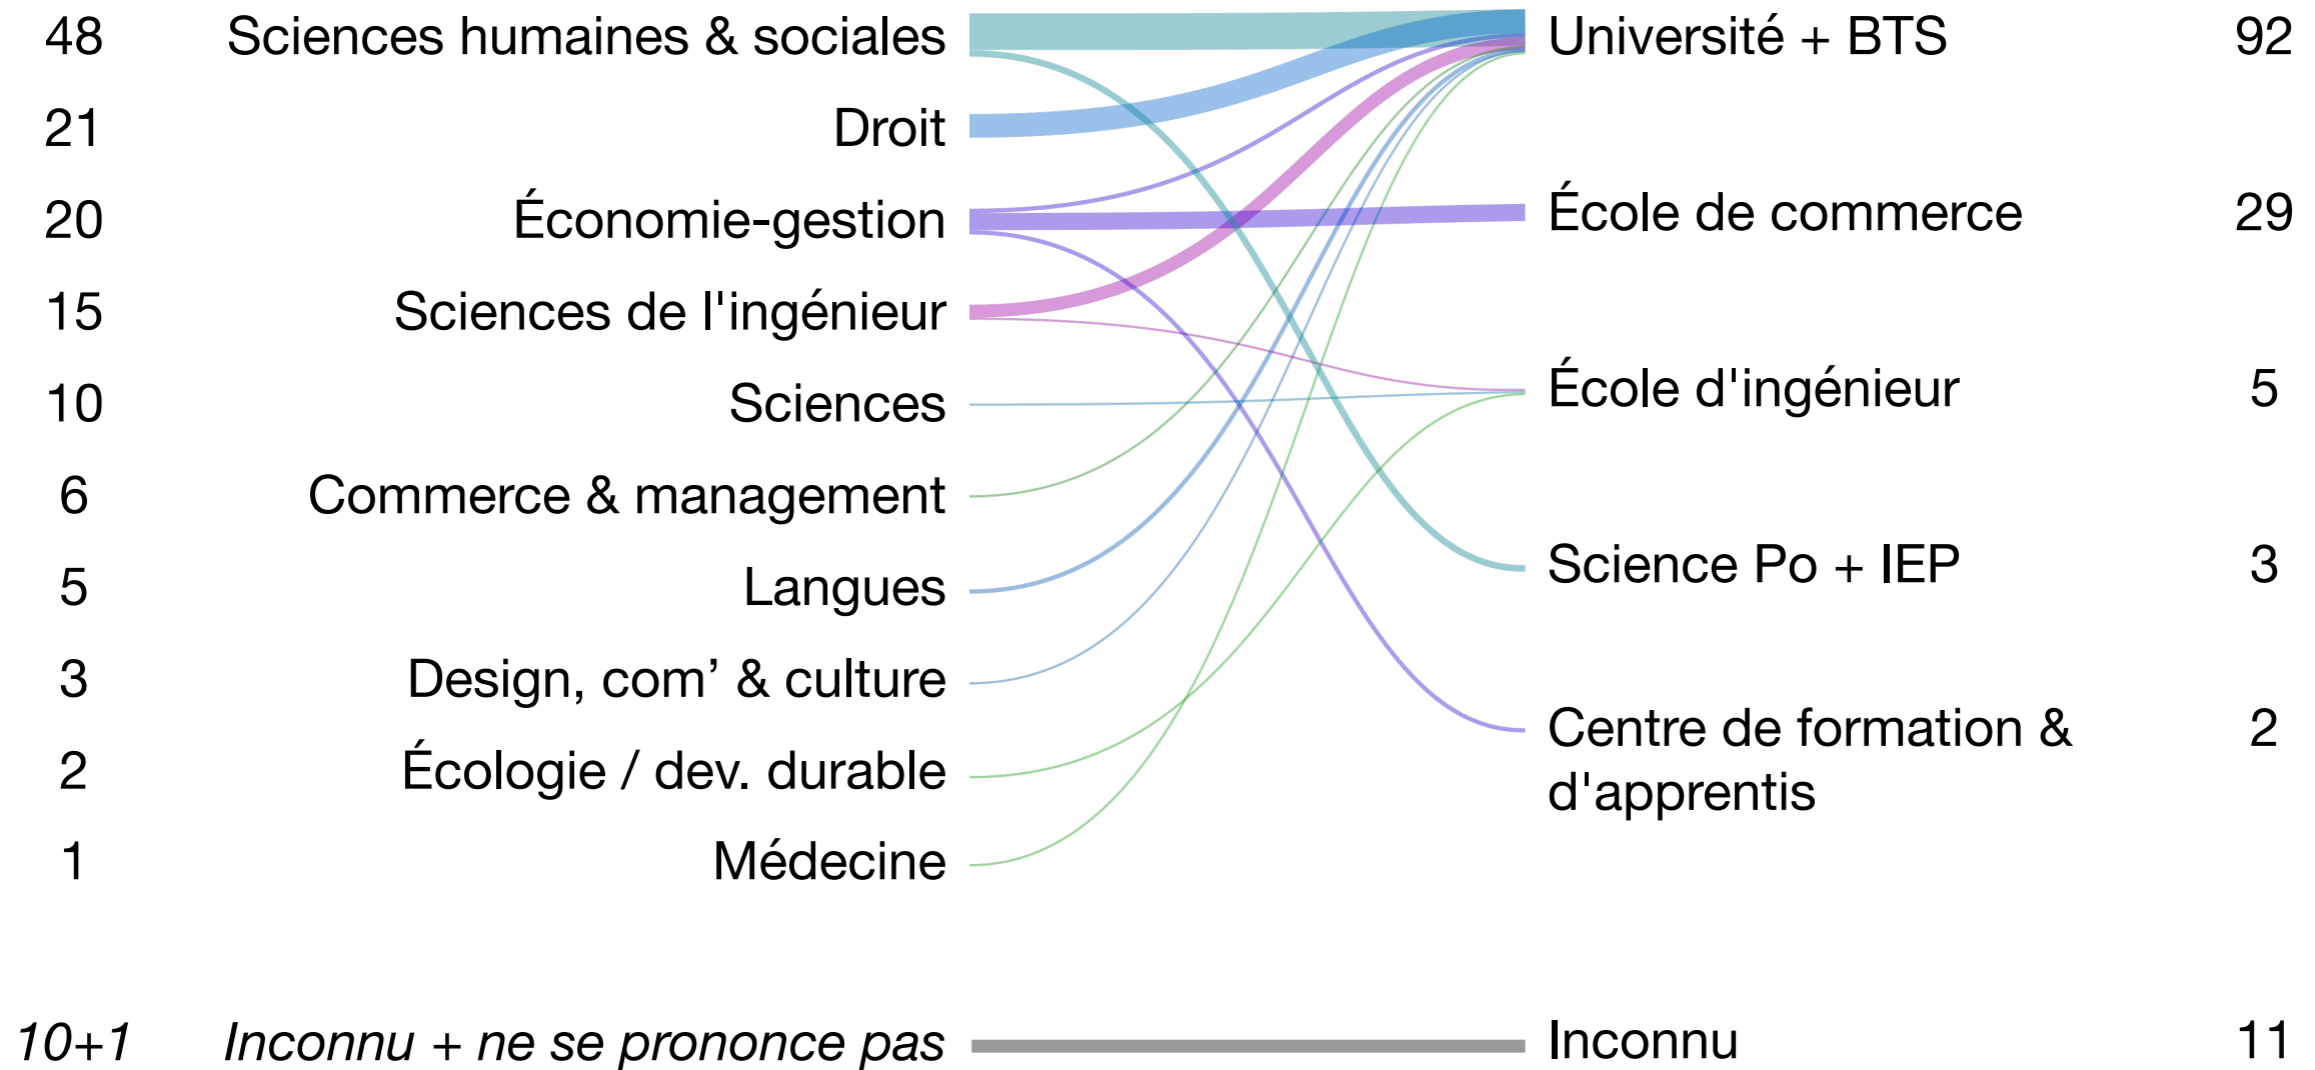 48 Sciences humaines & sociales Université + BTS 92
21 Droit
20 Économie-gestion École de commerce 29
15 Sciences de l'ingénieur
10 Sciences École d'ingénieur 5
6 Commerce & management
5 Langues Science Po + IEP 3
3 Design, com’ & culture
Centre de formation & 2
2 Écologie / dev. durable
d'apprentis
1 Médecine
10+1 Inconnu + ne se prononce pas Inconnu 11